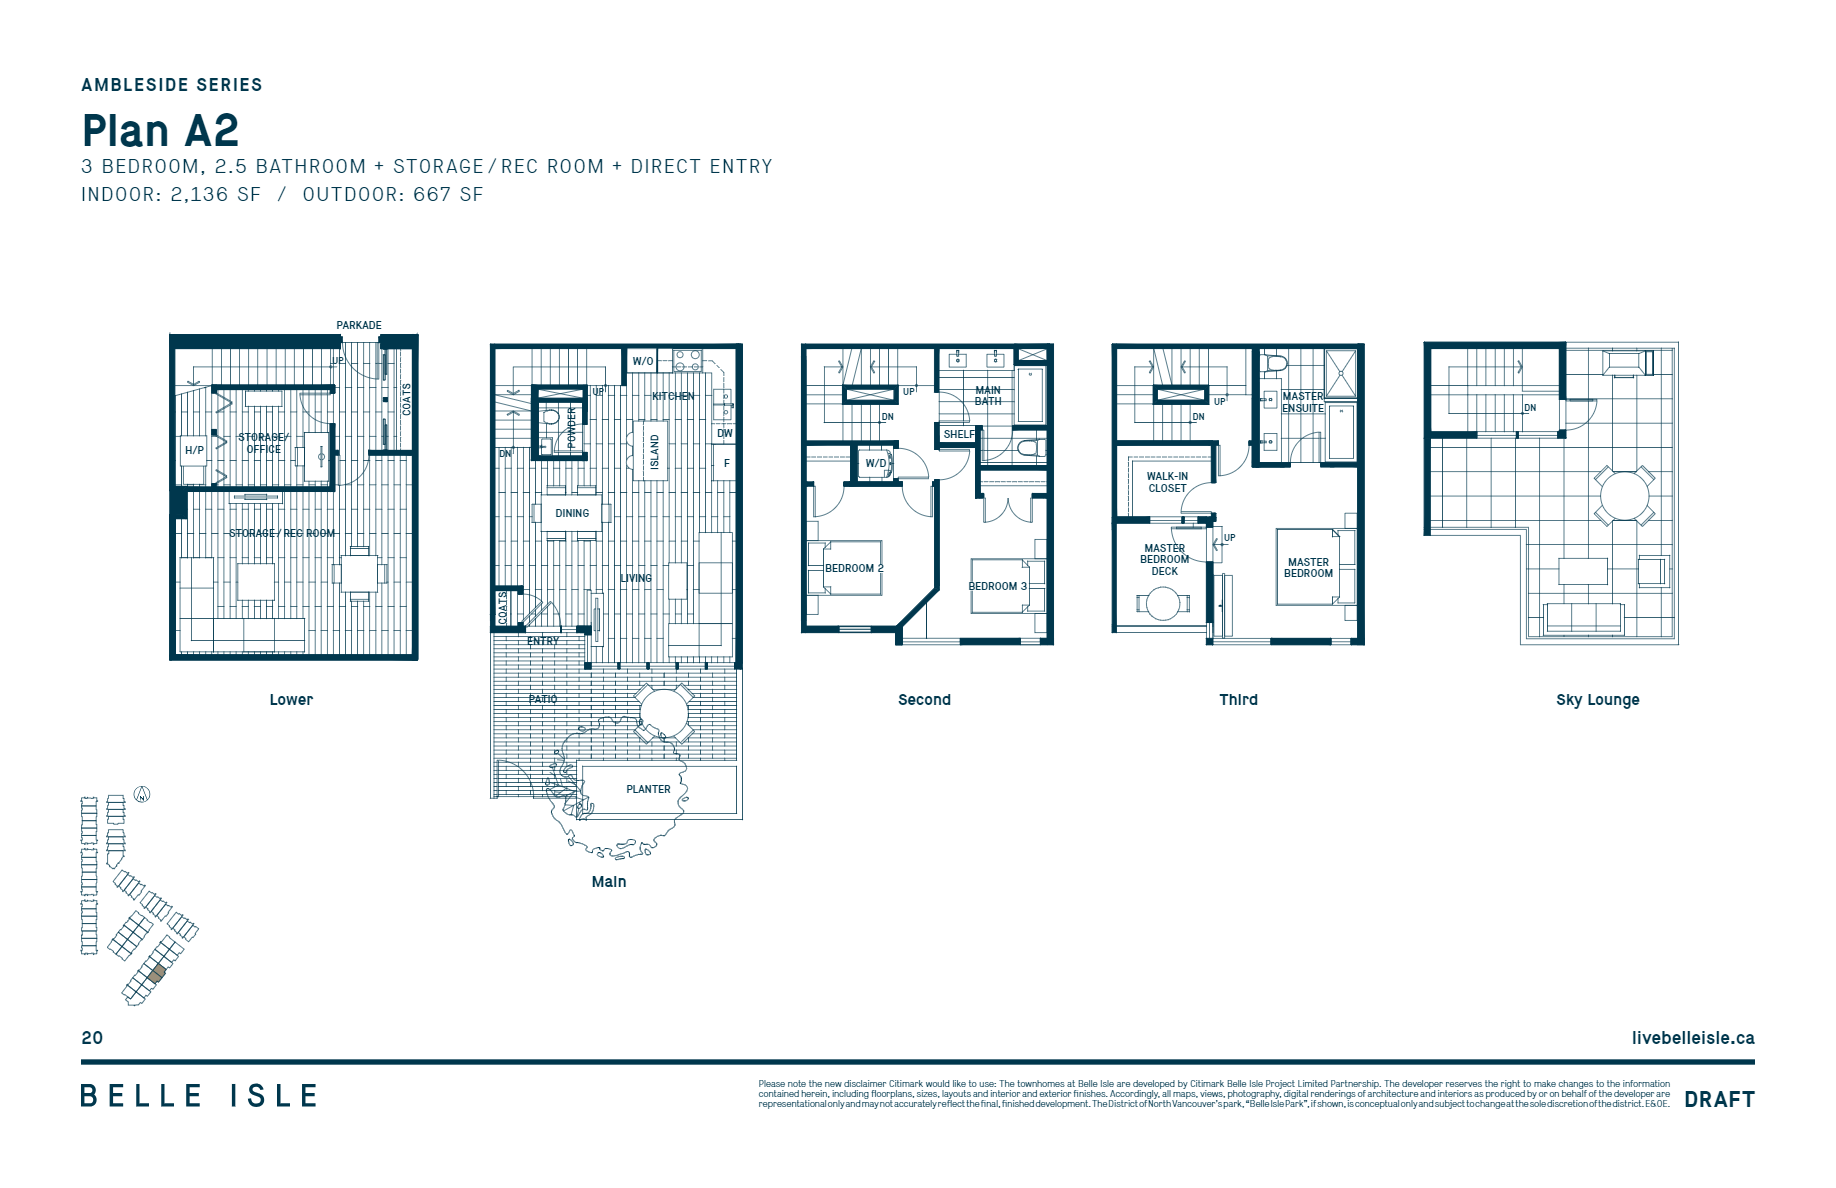 AMBLESIDE SERIES
Plan A2
3 BEDROOM, 2.5 BATHROOM + STORAGE/REC ROOM + DIRECT ENTRY
INDOOR: 2,136 SF / OUTDOOR: 667 SF
PARKADE
UP
COATS
STORAGE/
OFFICE
H/P
STORAGE/REC ROOM
Lower
W/O
UP
KITCHEN
POWDER
ISLAND
DW
DN
F
DINING
LIVING
COATS
ENTRY
PATIO
PLANTER
Main
UP
MAIN
BATH
DN
SHELF
W/D
BEDROOM 2
BEDROOM 3
Second
UP
MASTER
ENSUITE
DN
WALK-IN
CLOSET
UP
MASTER
BEDROOM
DECK
MASTER
BEDROOM
Third
DN
Sky Lounge
N
20
livebelleisle.ca
BELLE ISLE
Please note the new disclaimer Citimark would like to use: The townhomes at Belle Isle are developed by Citimark Belle Isle Project Limited Partnership. The developer reserves the right to make changes to the information
contained herein, including floorplans, sizes, layouts and interior and exterior finishes. Accordingly, all maps, views, photography, digital renderings of architecture and interiors as produced by or on behalf of the developer are
representational only and may not accurately reflect the final, finished development. The District of North Vancouver's park, "Belle Isle Park", if shown, is conceptual only and subject to change at the sole discretion of the district. E&OE.
DRAFT